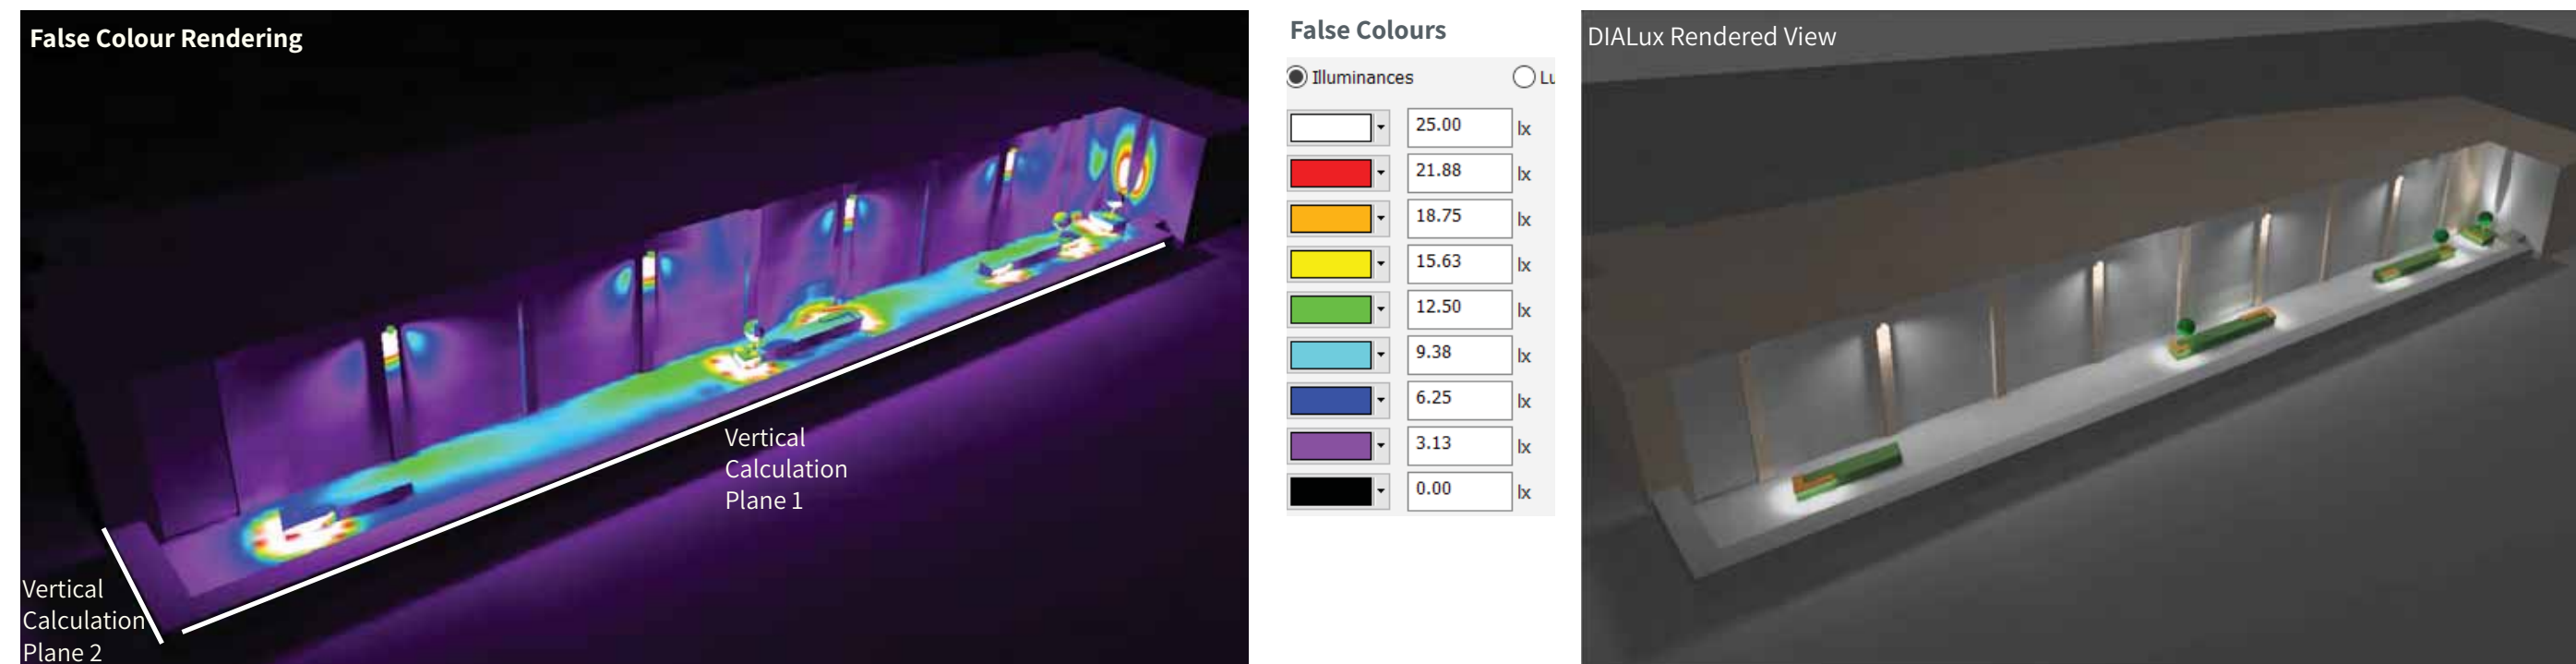 False Colour Rendering
Vertical
Calculation
Plane 1
Vertical
Calculation
Plane 2
False Colours
Illuminances Lu
25.00 lx
21.88 lx
18.75 lx
15.63 lx
12.50 lx
9.38 lx
6.25 lx
3.13 lx
0.00 lx
DIALux Rendered View